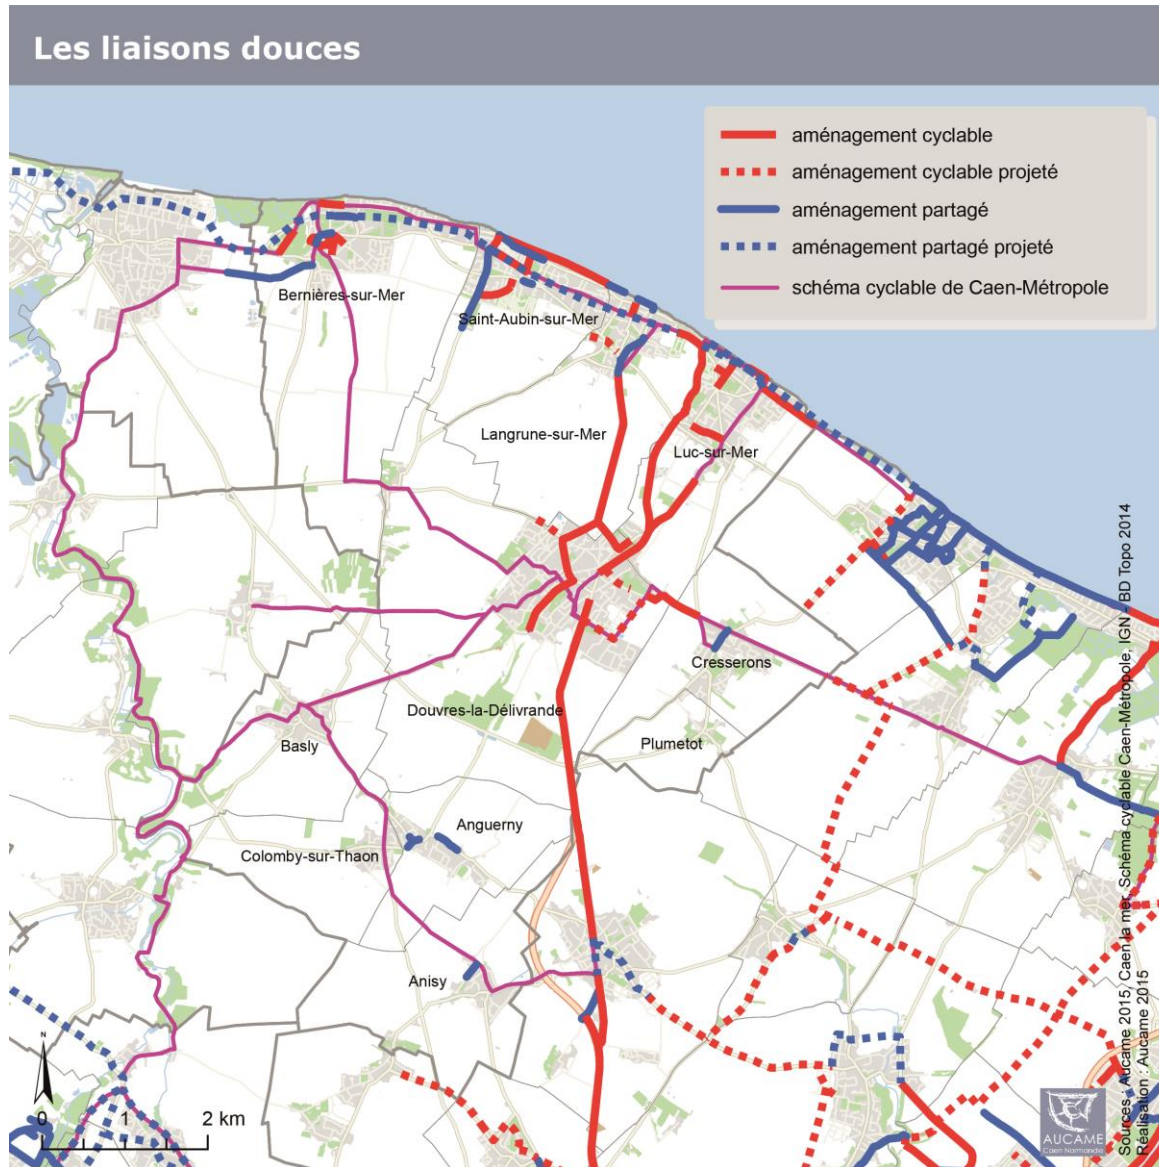 Les liaisons douces
aménagement cyclable
aménagement cyclable projeté
aménagement partagé
aménagement partagé projeté
schéma cyclable de Caen-Métropole
Bernières-sur-Mer
Saint-Aubin-sur-Mer
Langrune-sur-Mer
Luc-sur-Mer
Cresserons
Douvres-la-Délivrande
Plumetot
Basly
Anguerny
Colomby-sur-Thaon
Anisy
N
0 1 2 km
AUCAME
Caen Normandie
Sources : Aucame 2015, Caen la mer, Schéma cyclable Caen-Métropole, IGN - BD Topo 2014
Réalisation : Aucame 2015